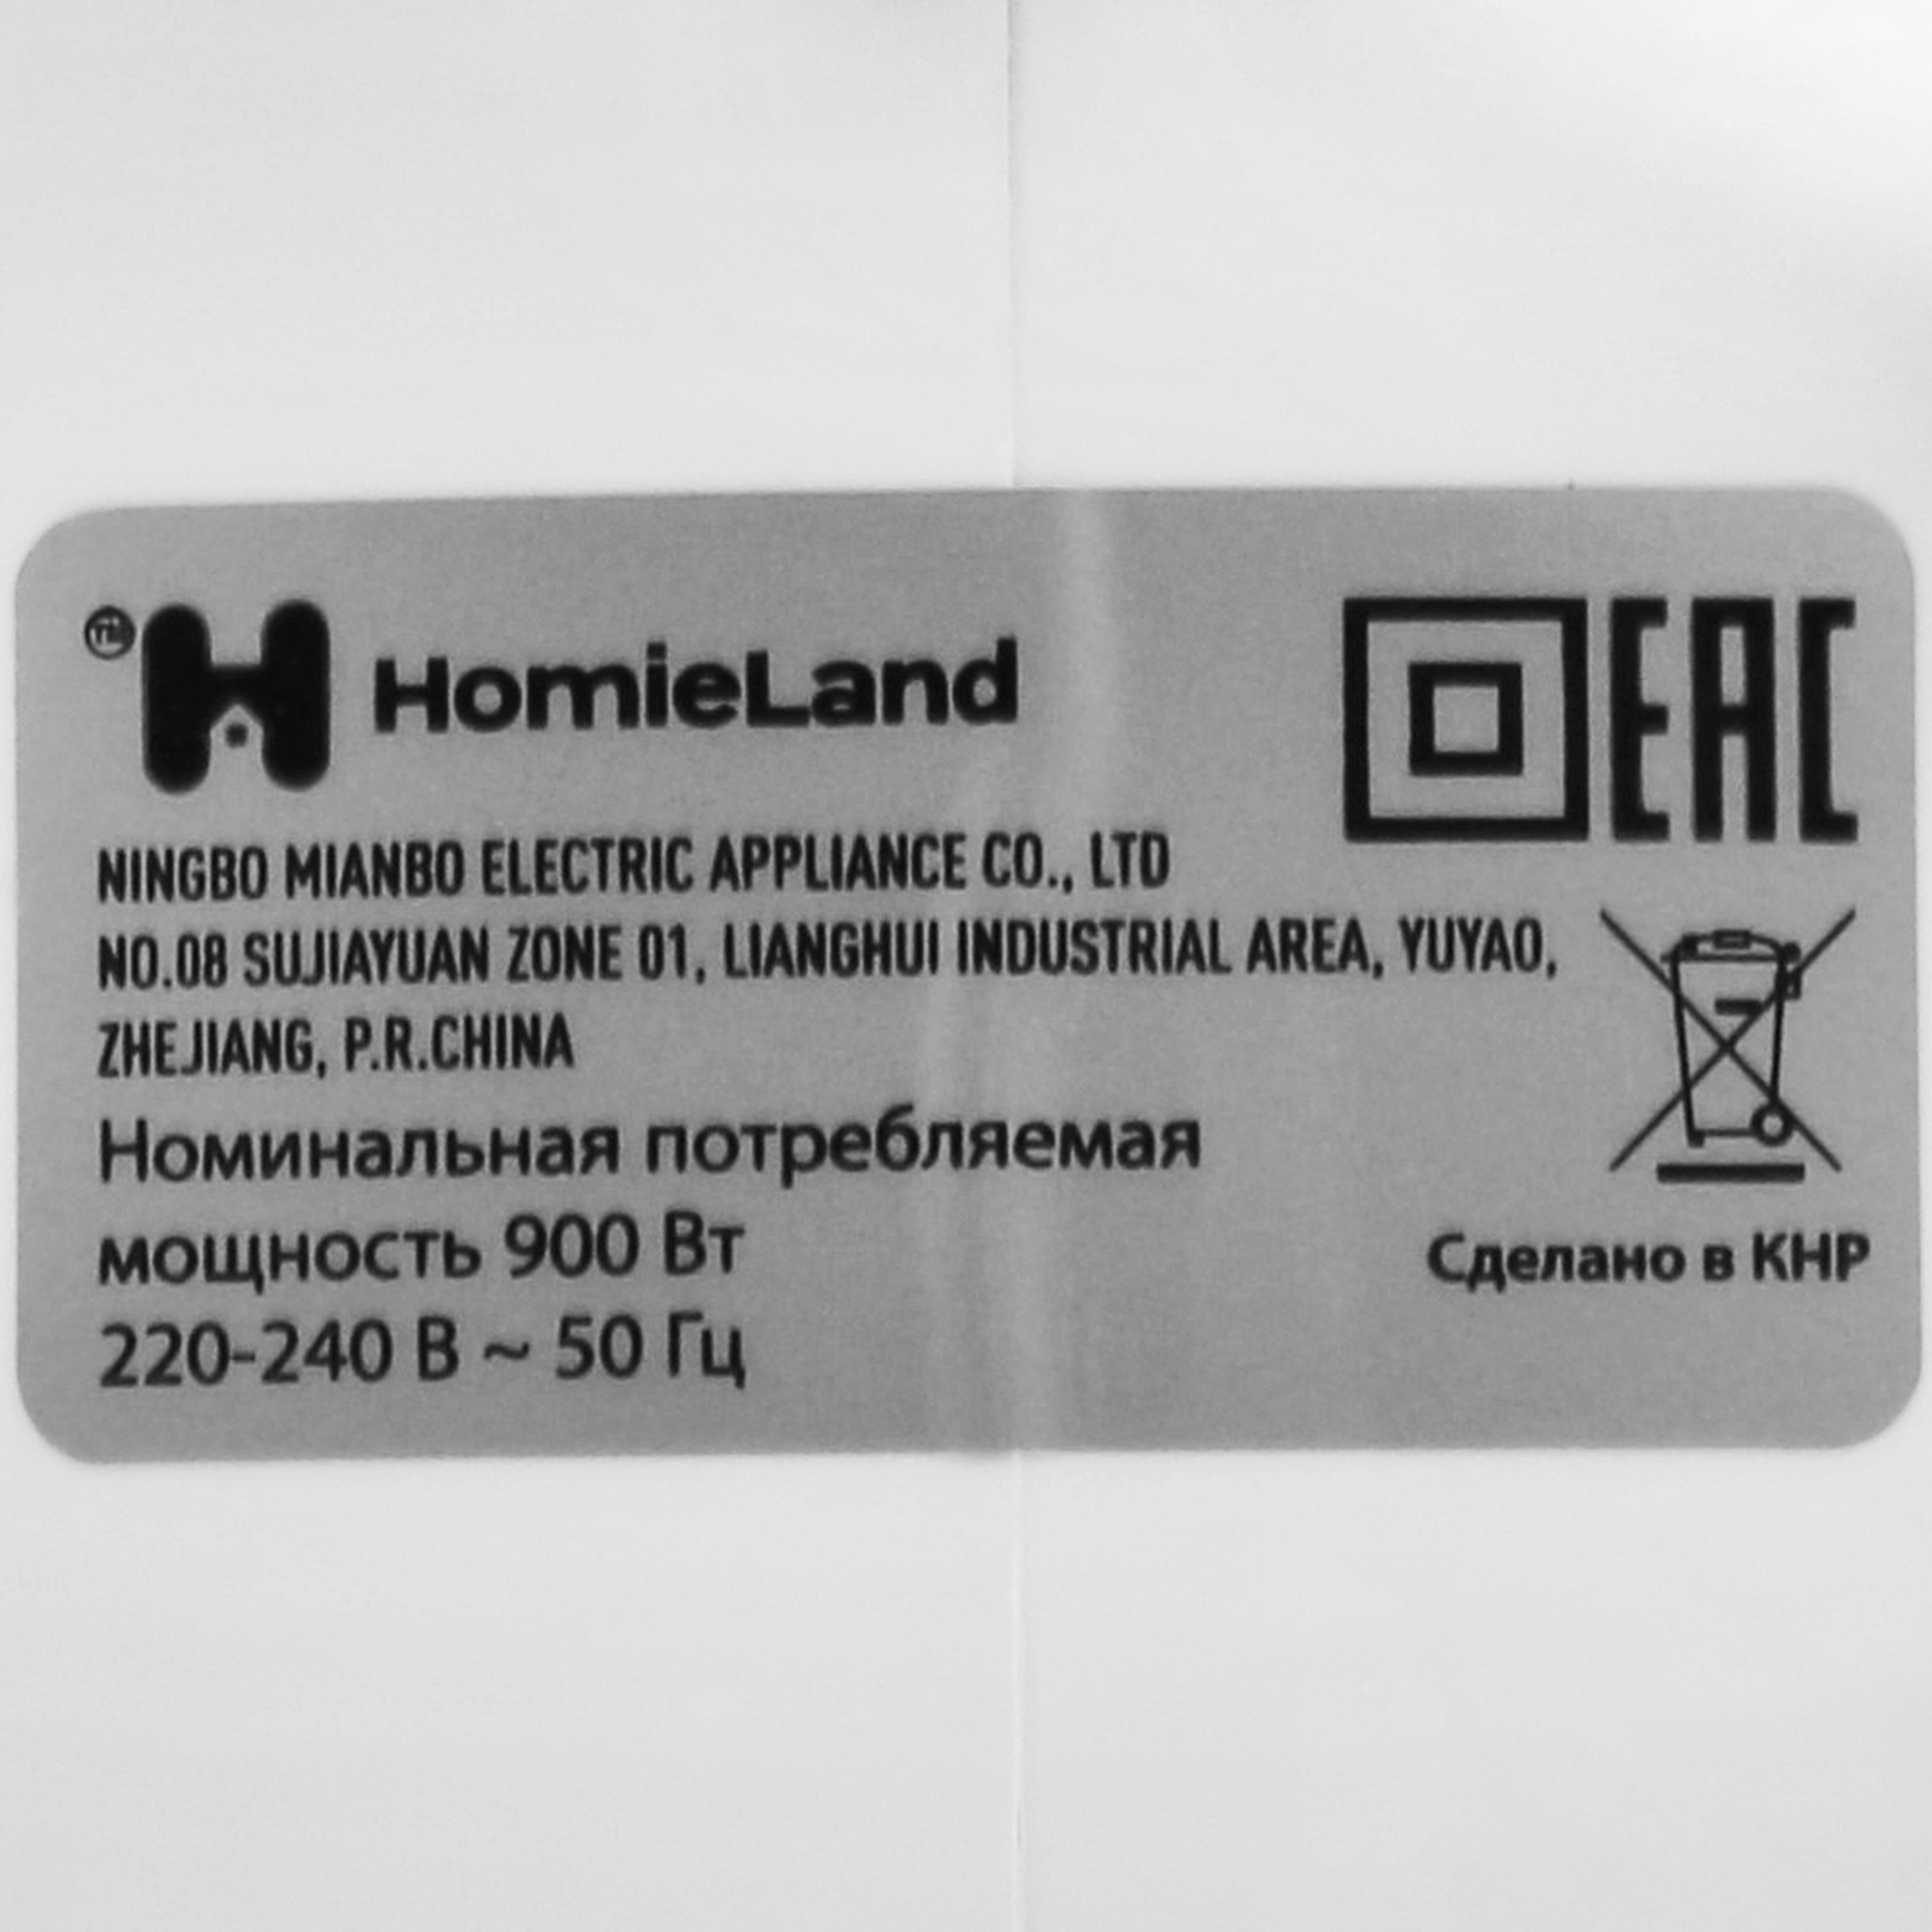 HomieLand
EAC
NINGBO MIANBO ELECTRIC APPLIANCE CO., LTD
NO.08 SUJIAYUAN ZONE 01, LIANGHUI INDUSTRIAL AREA, YUYAO,
ZHEJIANG, P.R.CHINA
Номинальная потребляемая
мощность 900 Вт
220-240 В ~ 50 Гц
Сделано в КНР